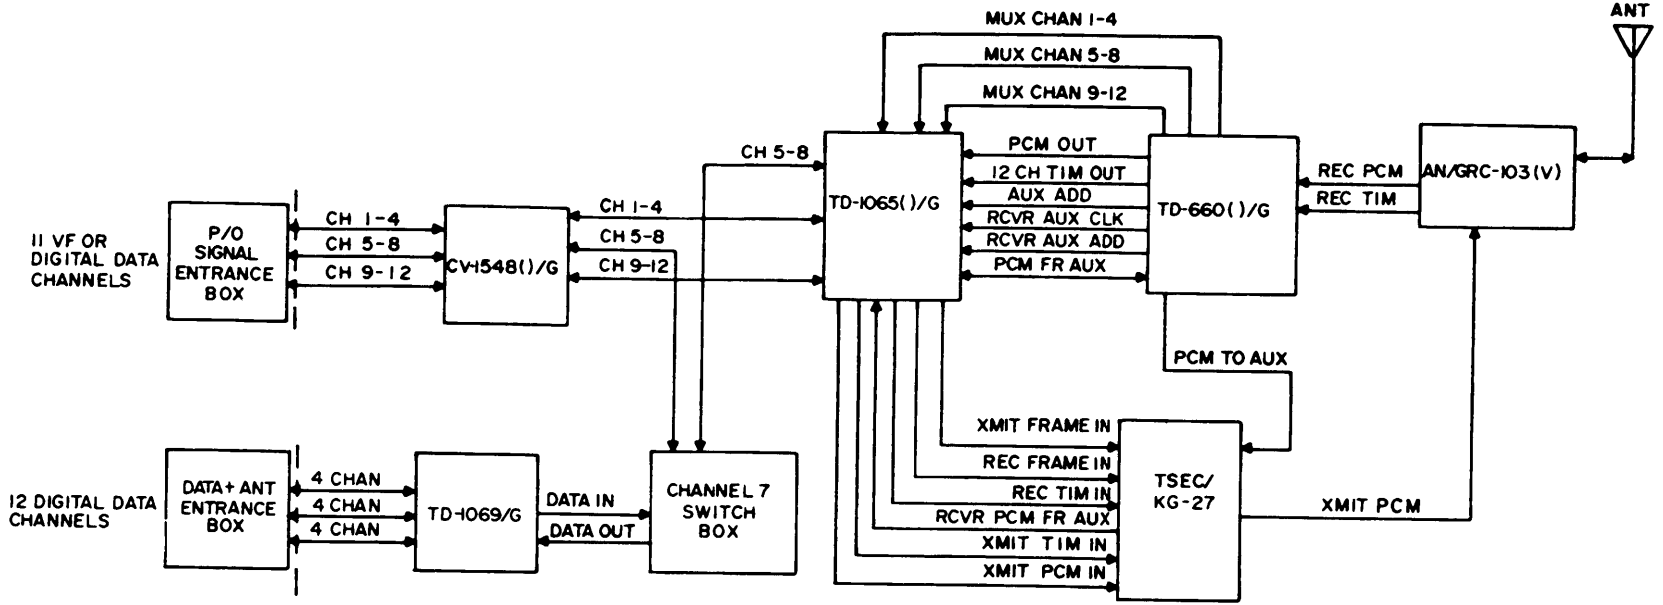 MUX CHAN 1-4
ANT
MUX CHAN 5-8
MUX CHAN 9-12
11 VF OR
DIGITAL DATA
CHANNELS
P/O
SIGNAL
ENTRANCE
BOX
CH 1-4
CH 5-8
CH 9-12
CV-1548()/G
CH 1-4
CH 5-8
CH 9-12
CH 5-8
TD-1065()/G
PCM OUT
12 CH TIM OUT
AUX ADD
RCVR AUX CLK
RCVR AUX ADD
PCM FR AUX
TD-660()/G
REC PCM
REC TIM
AN/GRC-103(V)
PCM TO AUX
12 DIGITAL DATA
CHANNELS
DATA+ ANT
ENTRANCE
BOX
4 CHAN
4 CHAN
4 CHAN
TD-1069/G
DATA IN
DATA OUT
CHANNEL 7
SWITCH
BOX
XMIT FRAME IN
REC FRAME IN
REC TIM IN
RCVR PCM FR AUX
XMIT TIM IN
XMIT PCM IN
TSEC/
KG-27
XMIT PCM